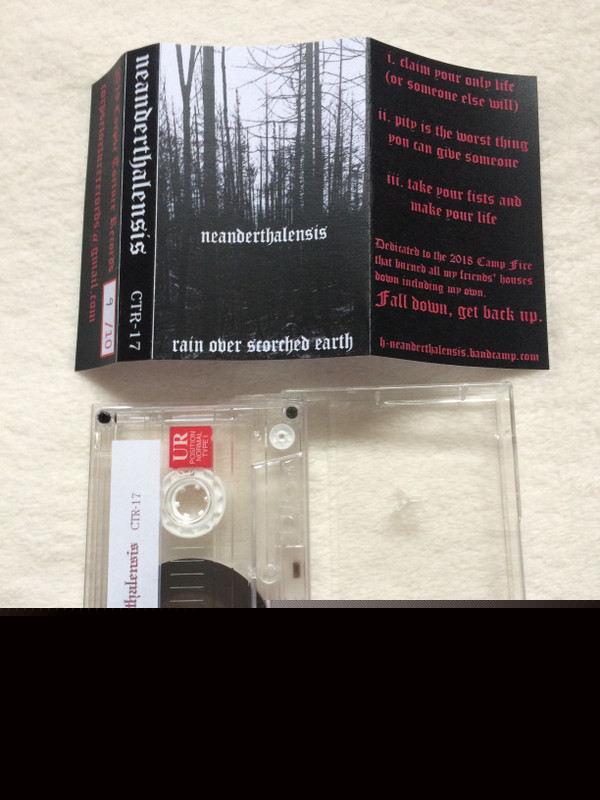 neanderthalensis CTR-17
9 /10
neanderthalensis
rain over scorched earth
i. claim your only life
(or someone else will)
ii. pity is the worst thing
you can give someone
iii. take your fists and
make your life
Dedicated to the 2018 Camp Fire
that burned all my friends' houses
down including my own.
Fall down, get back up.
h-neanderthalensis.bandcamp.com
UR
POSITION
NORMAL
TYPE I
thalensis CTR-17